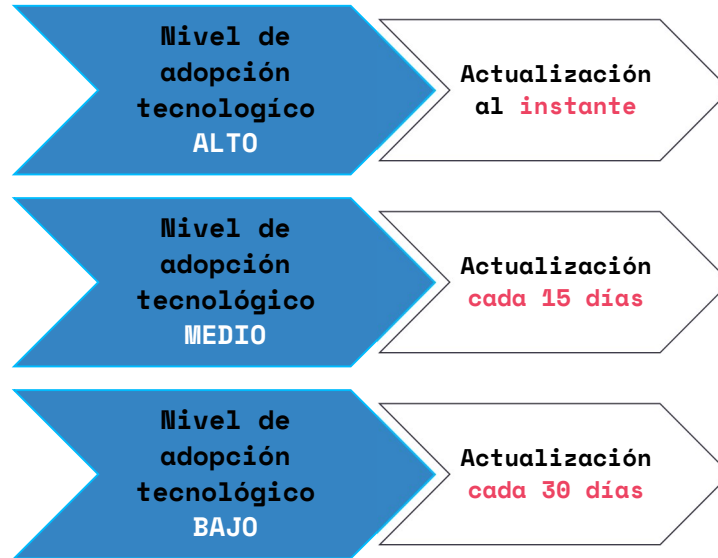 Nivel de
adopción
tecnologíco
ALTO
Actualización
al instante
Nivel de
adopción
tecnológico
MEDIO
Actualización
cada 15 días
Nivel de
adopción
tecnológico
BAJO
Actualización
cada 30 días